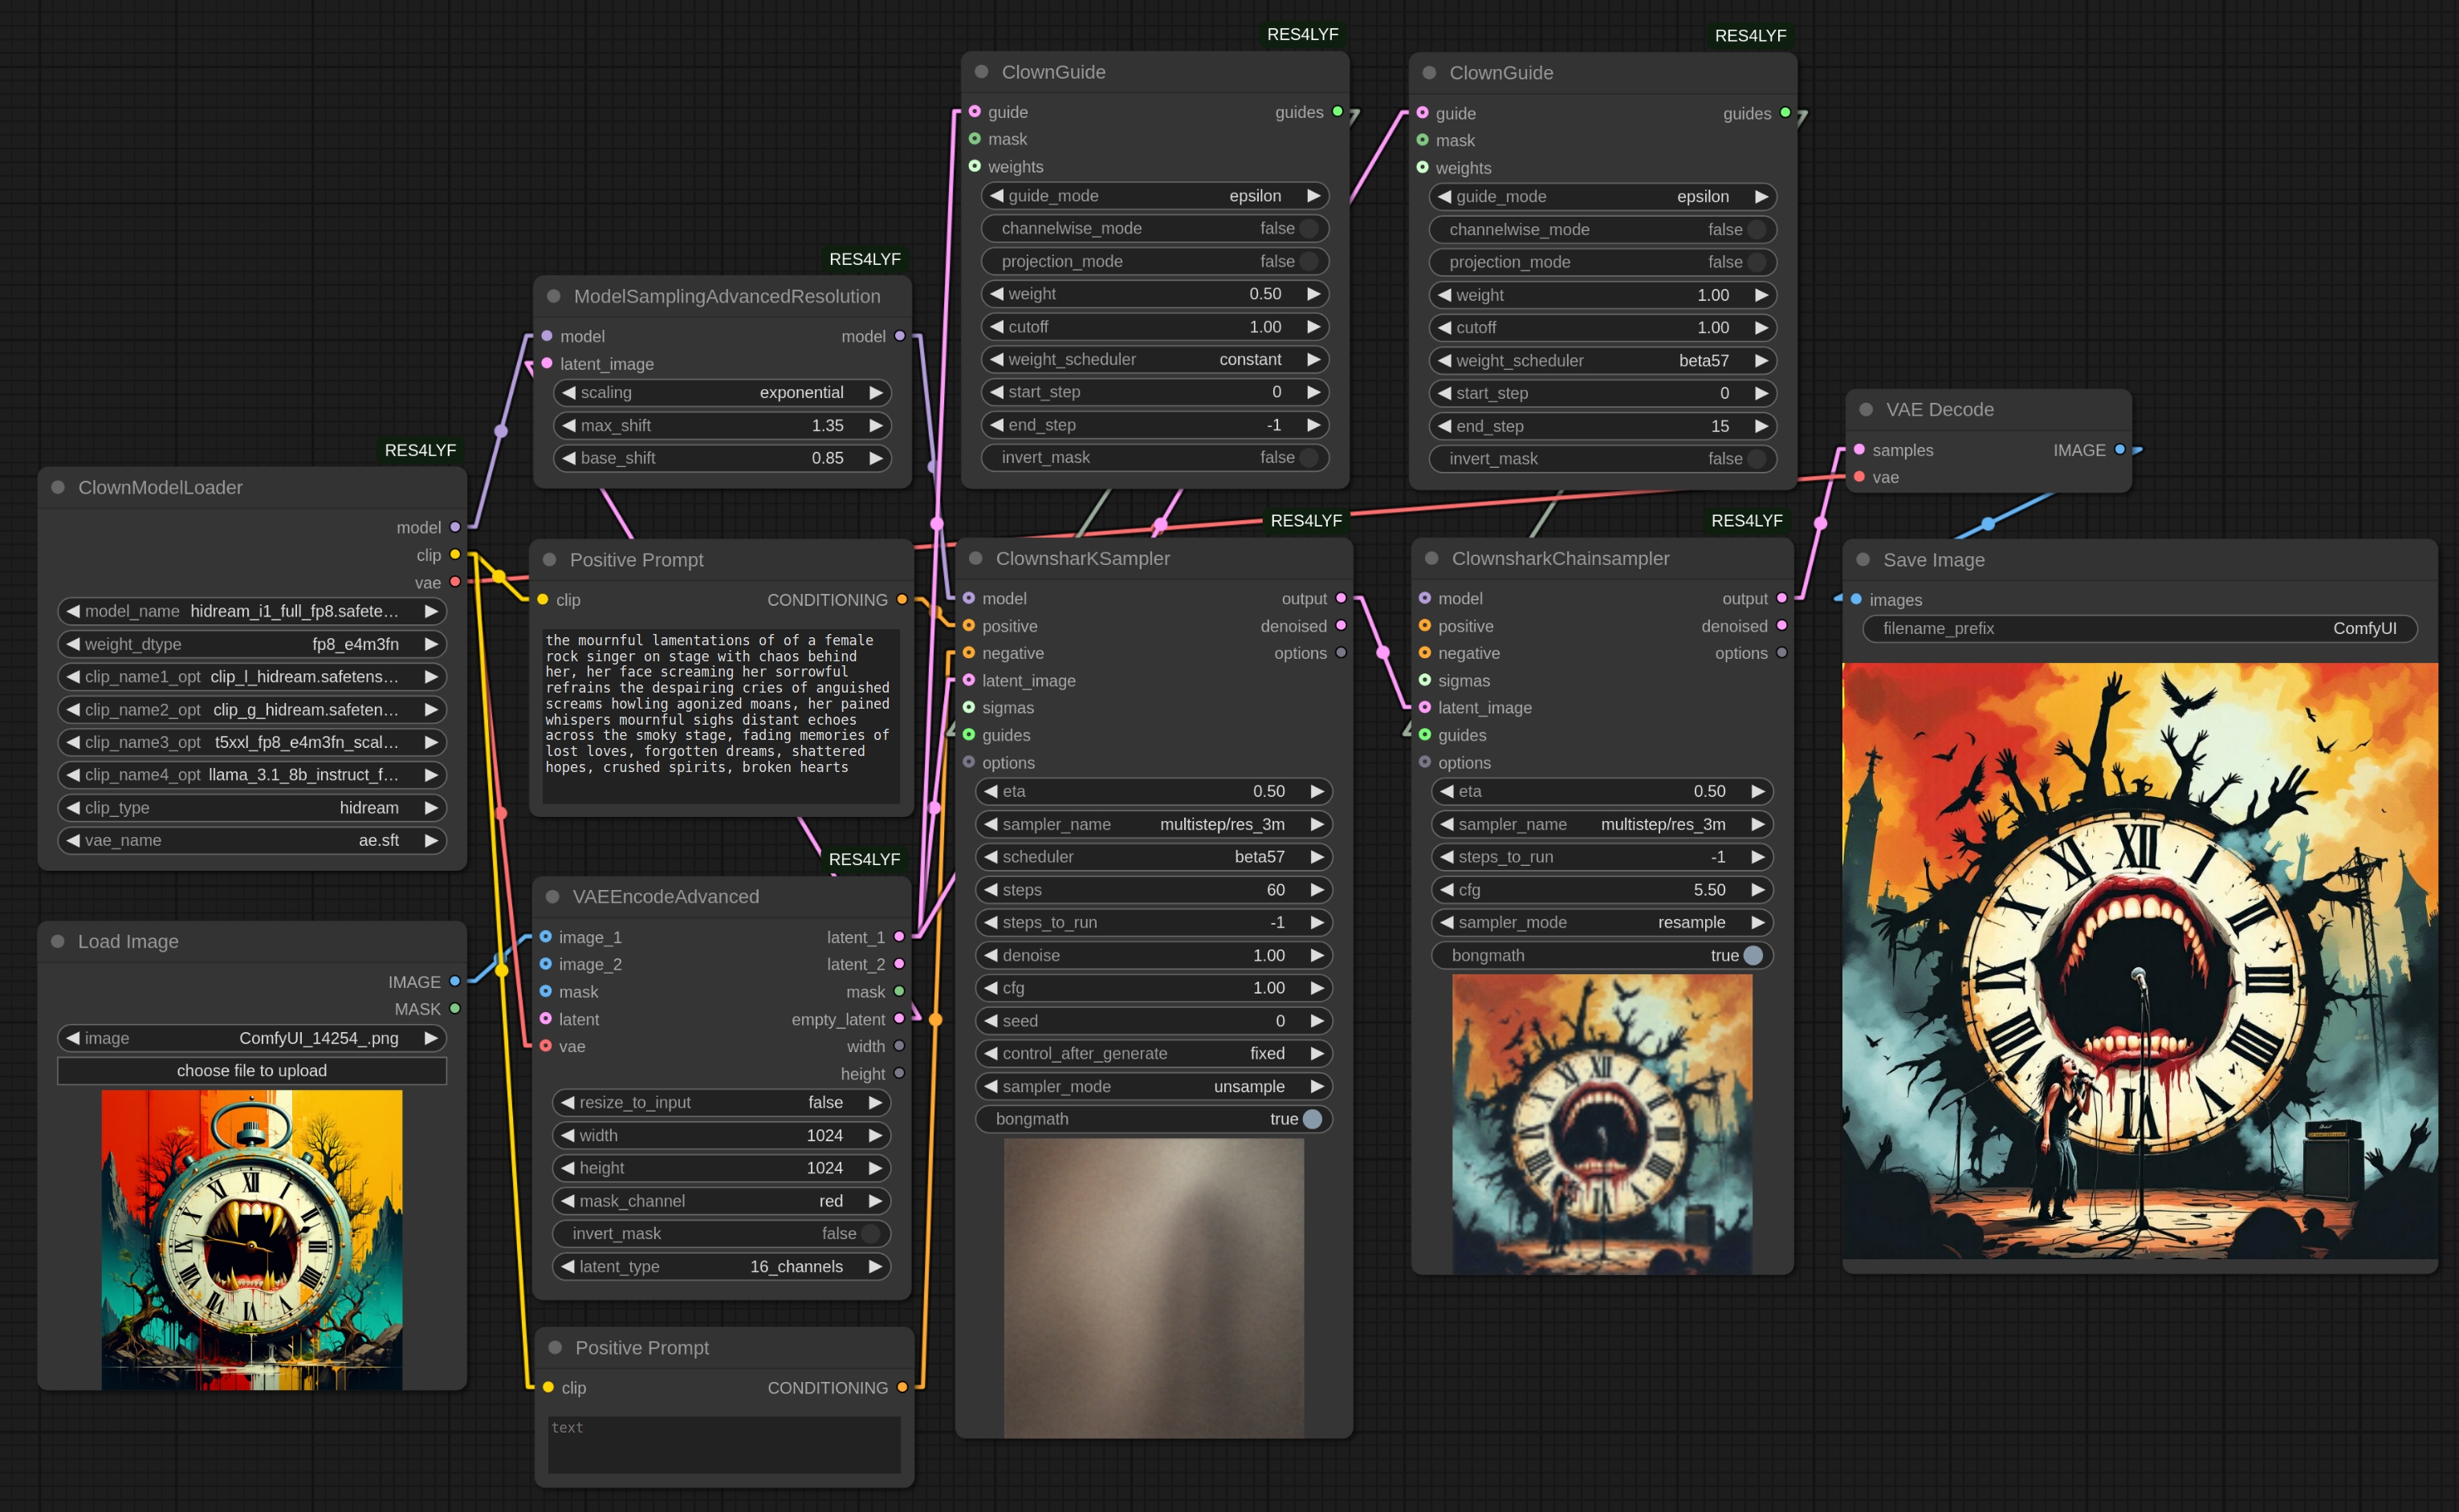 RES4LYF
ClownModelLoader
model
clip
vae
model_name hidream_i1_full_fp8.safete…
weight_dtype fp8_e4m3fn
clip_name1_opt clip_l_hidream.safetens…
clip_name2_opt clip_g_hidream.safeten…
clip_name3_opt t5xxl_fp8_e4m3fn_scal…
clip_name4_opt llama_3.1_8b_instruct_f…
clip_type hidream
vae_name ae.sft
Load Image
IMAGE
MASK
image ComfyUI_14254_.png
choose file to upload
XII
RES4LYF
ModelSamplingAdvancedResolution
model model
latent_image
scaling exponential
max_shift 1.35
base_shift 0.85
Positive Prompt
clip CONDITIONING
the mournful lamentations of of a female
rock singer on stage with chaos behind
her, her face screaming her sorrowful
refrains the despairing cries of anguished
screams howling agonized moans, her pained
whispers mournful sighs distant echoes
across the smoky stage, fading memories of
lost loves, forgotten dreams, shattered
hopes, crushed spirits, broken hearts
RES4LYF
VAEEncodeAdvanced
image_1 latent_1
image_2 latent_2
mask mask
latent empty_latent
vae width
height
resize_to_input false
width 1024
height 1024
mask_channel red
invert_mask false
latent_type 16_channels
Positive Prompt
clip CONDITIONING
text
RES4LYF
ClownGuide
guide guides
mask
weights
guide_mode epsilon
channelwise_mode false
projection_mode false
weight 0.50
cutoff 1.00
weight_scheduler constant
start_step 0
end_step -1
invert_mask false
RES4LYF
ClownsharKSampler
model output
positive denoised
negative options
latent_image
sigmas
guides
options
eta 0.50
sampler_name multistep/res_3m
scheduler beta57
steps 60
steps_to_run -1
denoise 1.00
cfg 1.00
seed 0
control_after_generate fixed
sampler_mode unsample
bongmath true
RES4LYF
ClownGuide
guide guides
mask
weights
guide_mode epsilon
channelwise_mode false
projection_mode false
weight 1.00
cutoff 1.00
weight_scheduler beta57
start_step 0
end_step 15
invert_mask false
RES4LYF
ClownsharkChainsampler
model output
positive denoised
negative options
sigmas
latent_image
guides
options
eta 0.50
sampler_name multistep/res_3m
steps_to_run -1
cfg 5.50
sampler_mode resample
bongmath true
XII
VAE Decode
samples IMAGE
vae
Save Image
images
filename_prefix ComfyUI
XII